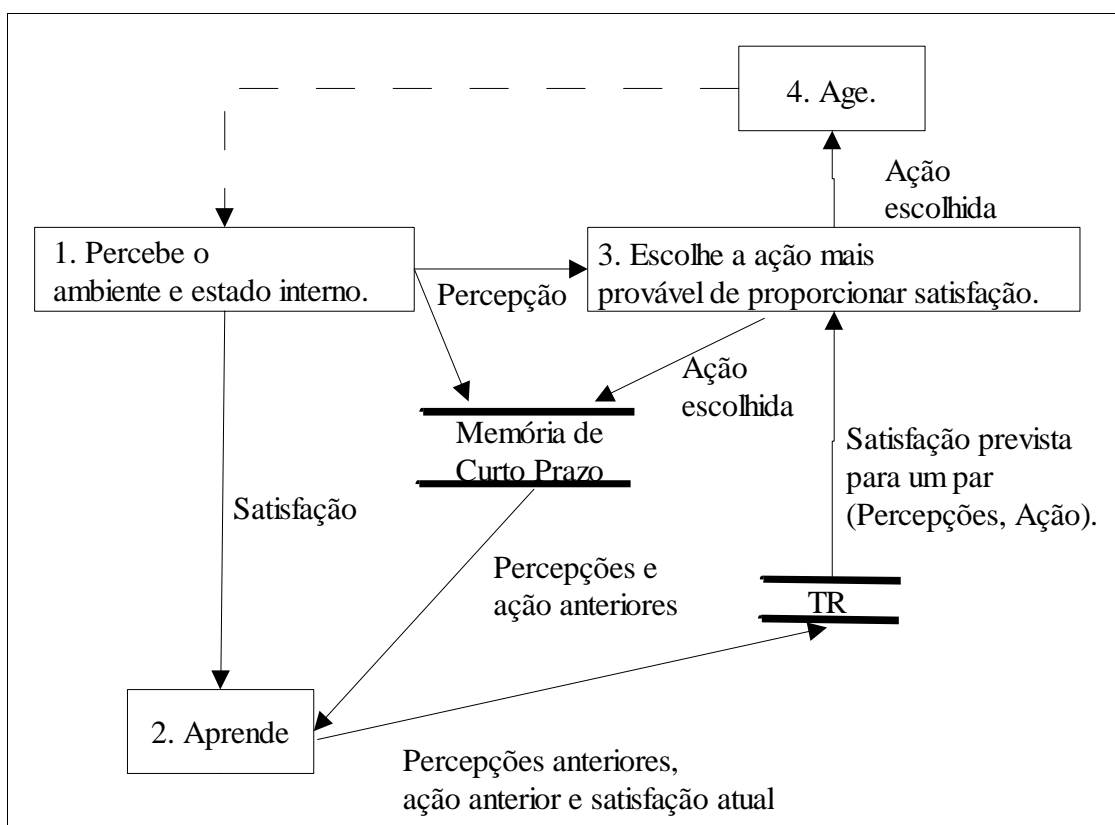 4. Age.
Ação
escolhida
1. Percebe o
ambiente e estado interno.
3. Escolhe a ação mais
provável de proporcionar satisfação.
Percepção
Ação
escolhida
Memória de
Curto Prazo
Satisfação prevista
para um par
(Percepções, Ação).
Satisfação
Percepções e
ação anteriores
TR
2. Aprende
Percepções anteriores,
ação anterior e satisfação atual